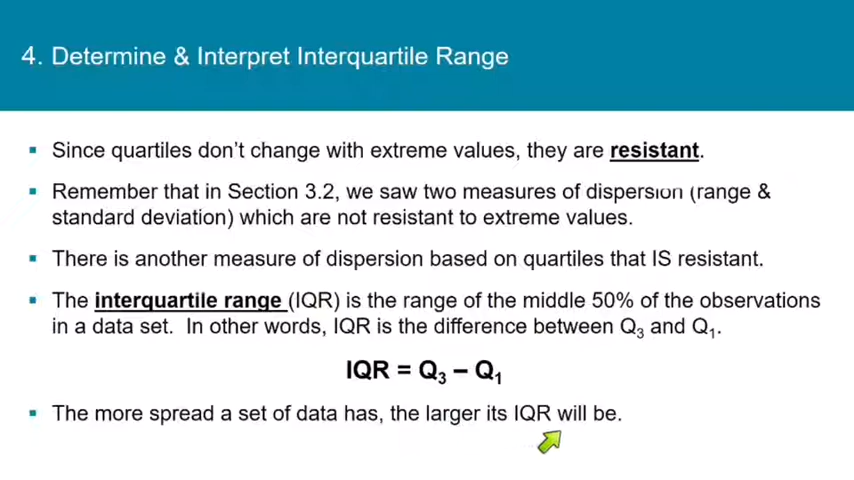 4. Determine & Interpret Interquartile Range
▪ Since quartiles don't change with extreme values, they are resistant.
▪ Remember that in Section 3.2, we saw two measures of dispersion (range &
standard deviation) which are not resistant to extreme values.
▪ There is another measure of dispersion based on quartiles that IS resistant.
▪ The interquartile range (IQR) is the range of the middle 50% of the observations
in a data set. In other words, IQR is the difference between Q₃ and Q₁.
IQR = Q₃ – Q₁
▪ The more spread a set of data has, the larger its IQR will be.